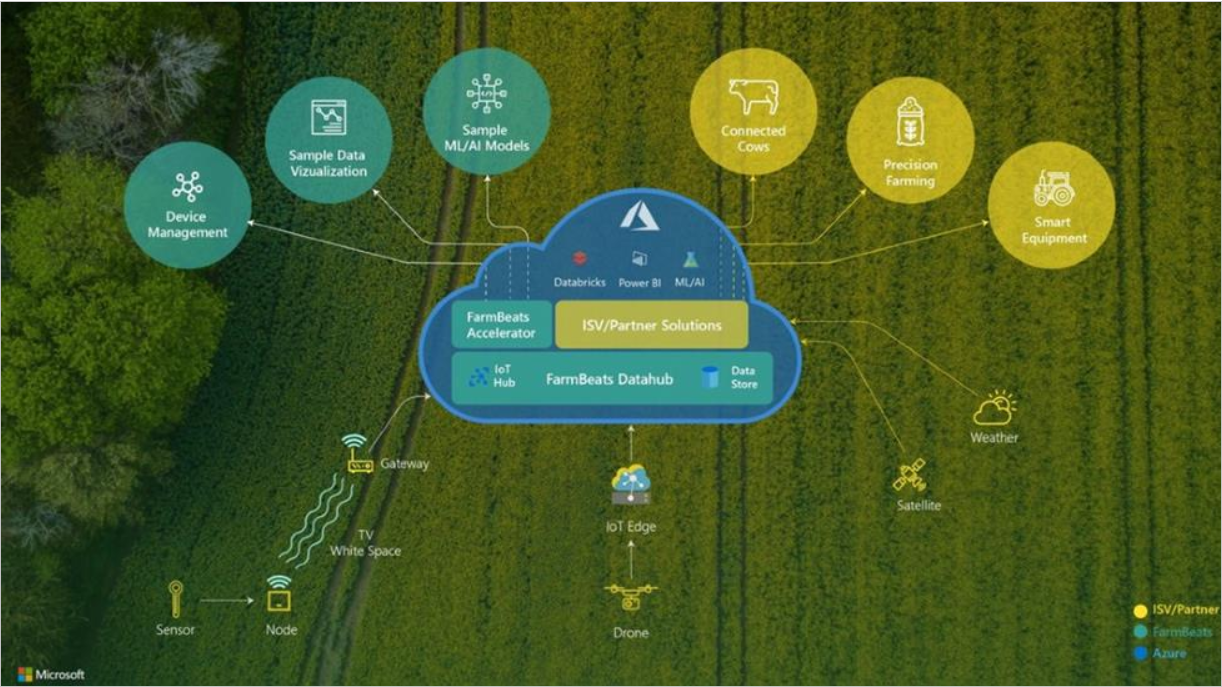 Sample
ML/AI Models
Connected
Cows
Sample Data
Vizualization
Precision
Farming
Device
Management
Smart
Equipment
Databricks
Power BI
ML/AI
FarmBeats
Accelerator
ISV/Partner Solutions
IoT
Hub
FarmBeats Datahub
Data
Store
Weather
Gateway
Satellite
IoT Edge
TV
White Space
Sensor
Node
Drone
ISV/Partner
FarmBeats
Azure
Microsoft